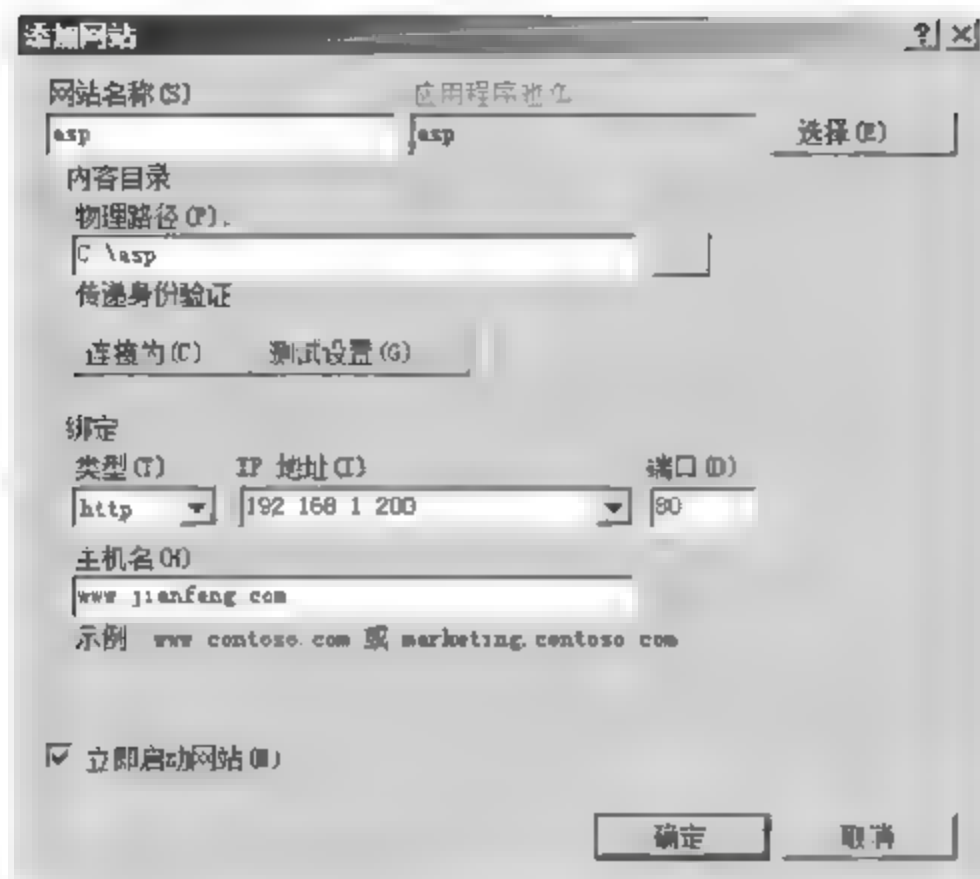 添加网站
网站名称(S)
应用程序池(L
asp
asp
选择(E)
内容目录
物理路径(P).
C \asp
传递身份验证
连接为(C)
测试设置(G)
绑定
类型(T)
IP 地址(I)
端口(O)
http
192 168 1 200
80
主机名(H)
www jianfeng com
示例 www contoso.com 或 marketing.contoso com
立即启动网站(M)
确定
取消